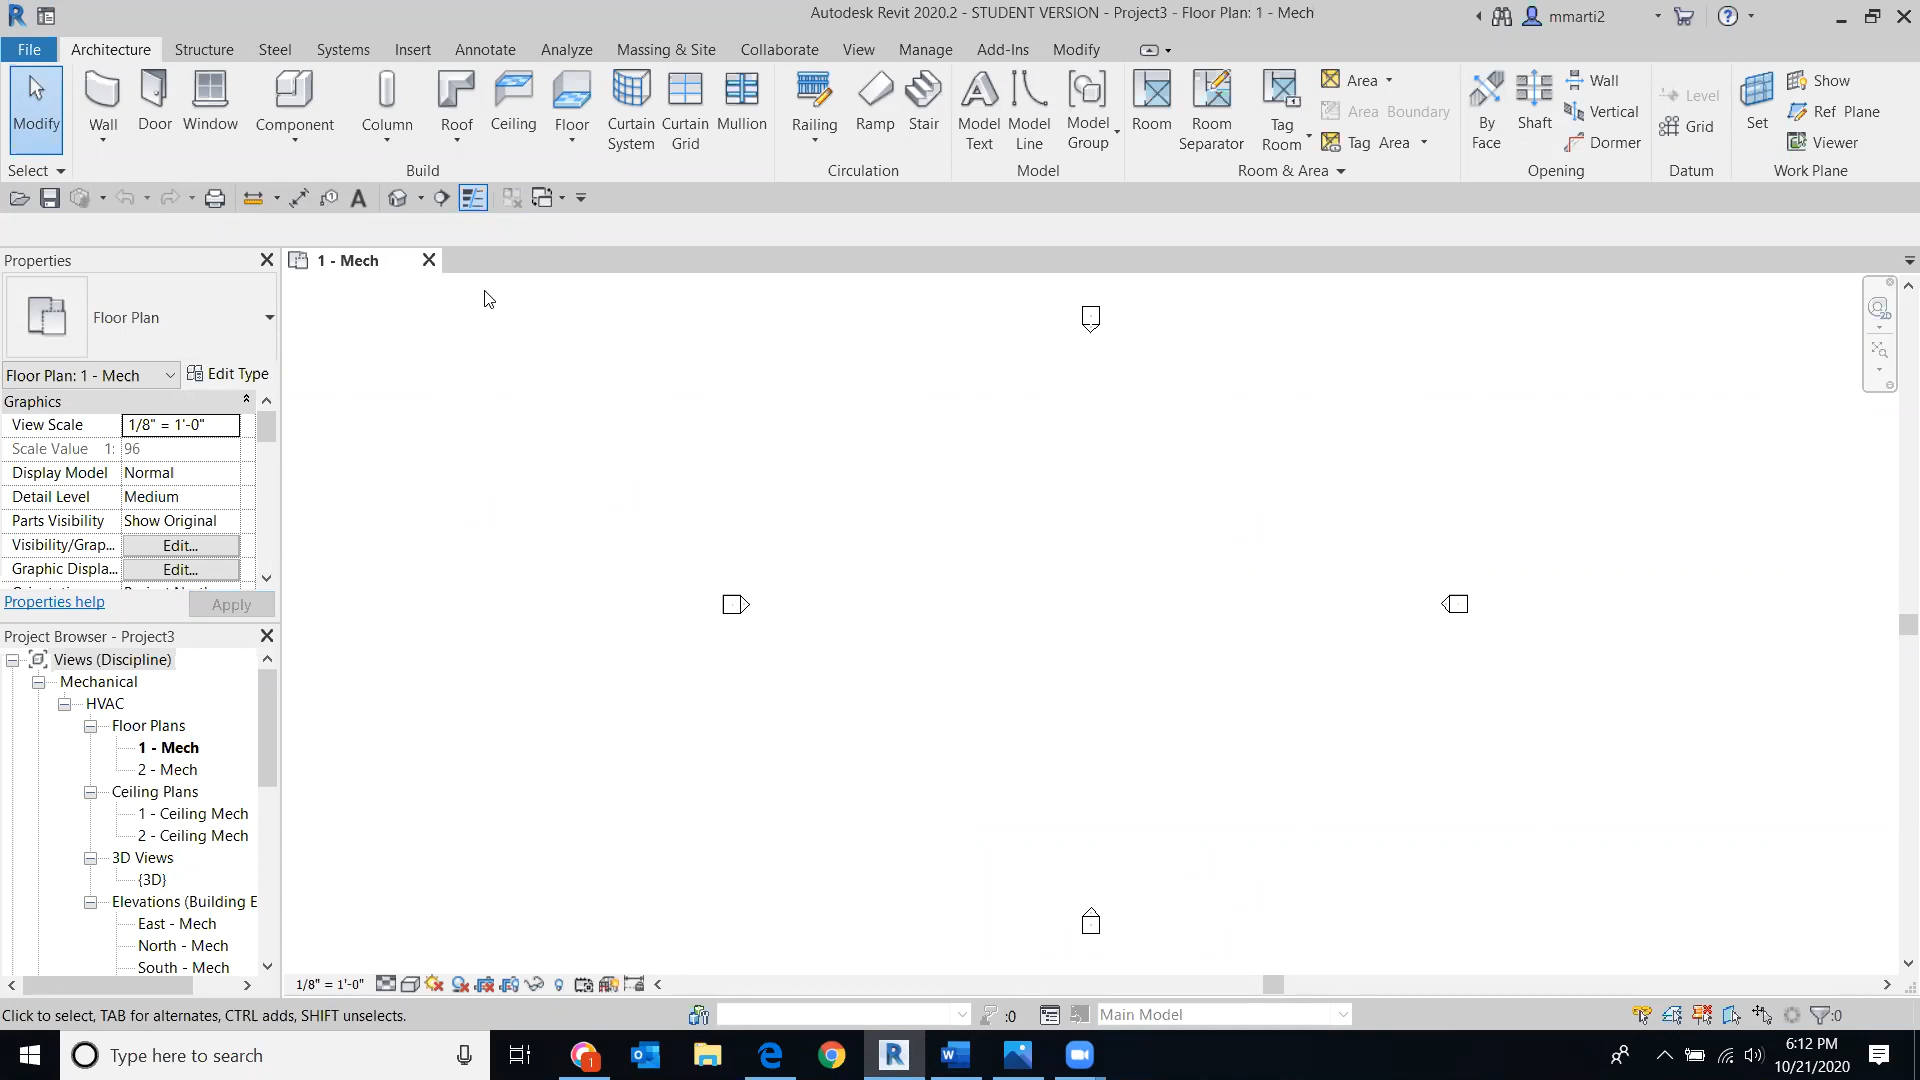 Autodesk Revit 2020.2 - STUDENT VERSION - Project3 - Floor Plan: 1 - Mech
mmarti2
File Architecture Structure Steel Systems Insert Annotate Analyze Massing & Site Collaborate View Manage Add-Ins Modify
Modify Wall Door Window Component Column Roof Ceiling Floor Curtain System Curtain Grid Mullion Railing Ramp Stair Model Text Model Line Model Group Room Room Separator Tag Room Area Area Boundary Tag Area By Face Shaft Wall Vertical Dormer Level Grid Set Show Ref Plane Viewer
Select Build Circulation Model Room & Area Opening Datum Work Plane
Properties
1 - Mech
Floor Plan
Floor Plan: 1 - Mech Edit Type
Graphics
View Scale 1/8" = 1'-0"
Scale Value 1: 96
Display Model Normal
Detail Level Medium
Parts Visibility Show Original
Visibility/Grap... Edit...
Graphic Displa... Edit...
Properties help Apply
Project Browser - Project3
Views (Discipline)
Mechanical
HVAC
Floor Plans
1 - Mech
2 - Mech
Ceiling Plans
1 - Ceiling Mech
2 - Ceiling Mech
3D Views
{3D}
Elevations (Building E
East - Mech
North - Mech
South - Mech
2D
1/8" = 1'-0"
Click to select, TAB for alternates, CTRL adds, SHIFT unselects.
:0
Main Model
:0
Type here to search
1
6:12 PM
10/21/2020